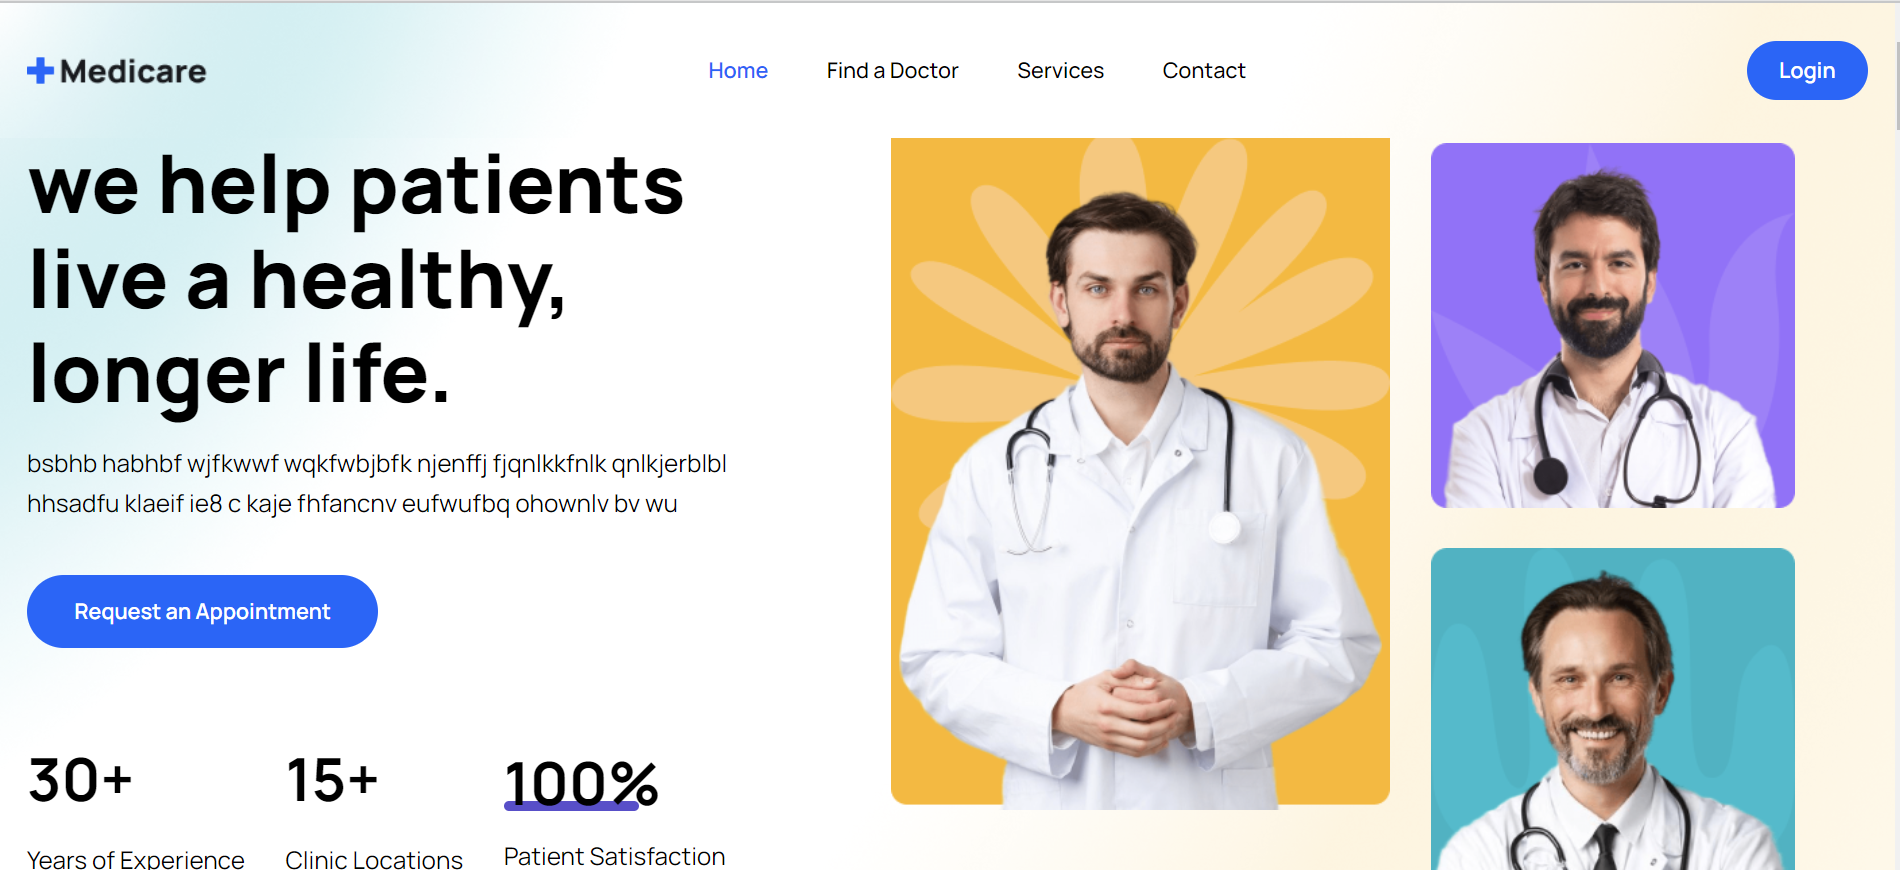 Medicare
Home Find a Doctor Services Contact
Login
we help patients
live a healthy,
longer life.
bsbhb habhbf wjfkwwf wqkfwbjbfk njenffj fjqnlkkfnlk qnlkjerblbl
hhsadfu klaeif ie8 c kaje fhfancnv eufwufbq ohownlv bv wu
Request an Appointment
30+
Years of Experience
15+
Clinic Locations
100%
Patient Satisfaction